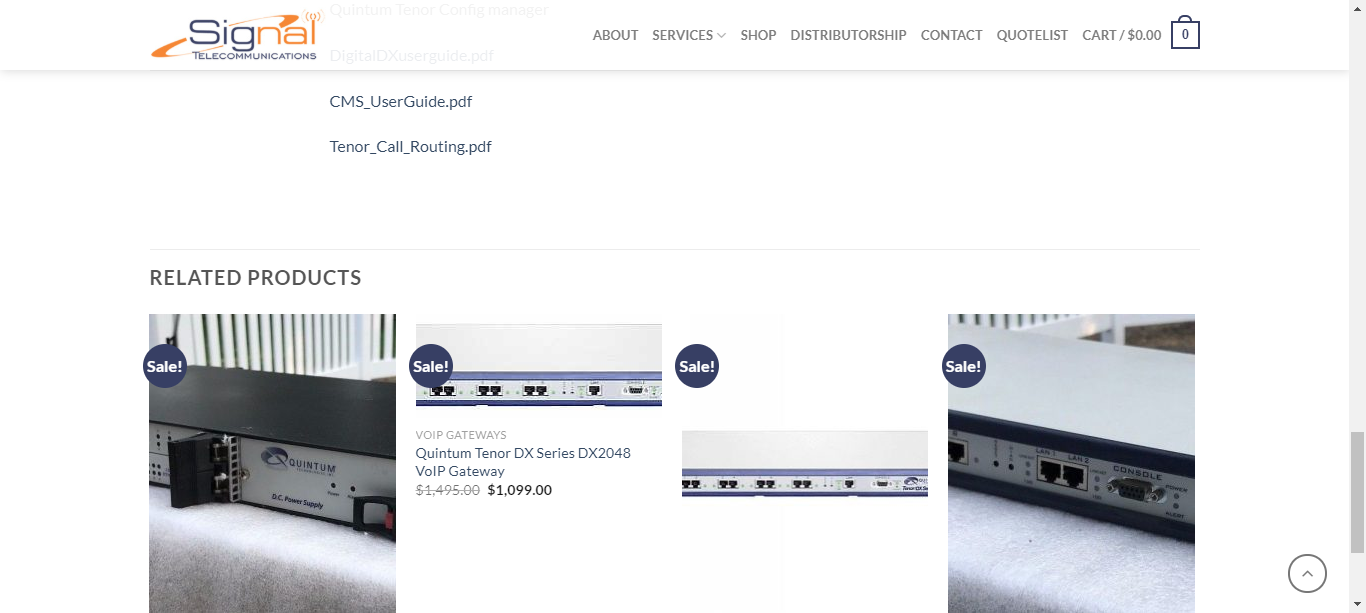 Quintum Tenor Config manager
Signal
TELECOMMUNICATIONS
ABOUT SERVICES SHOP DISTRIBUTORSHIP CONTACT QUOTELIST CART / $0.00 0
DigitalDXuserguide.pdf
CMS_UserGuide.pdf
Tenor_Call_Routing.pdf
RELATED PRODUCTS
Sale!
QUINTUM
D.C. Power Supply
Sale!
VOIP GATEWAYS
Quintum Tenor DX Series DX2048
VoIP Gateway
$1,495.00 $1,099.00
Sale!
Sale!
LAN 1
LAN 2
CONSOLE
POWER
ALERT